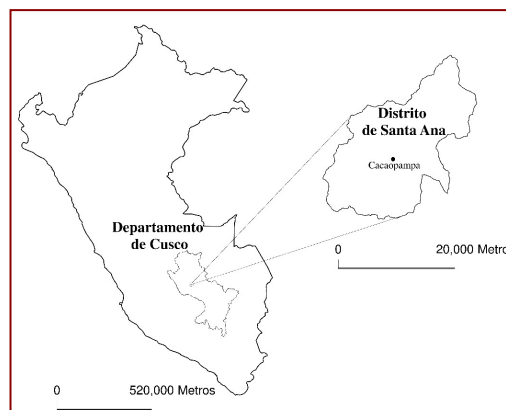 Distrito
de Santa Ana
Cacaopampa
Departamento
de Cusco
0 20,000 Metro
0 520,000 Metros